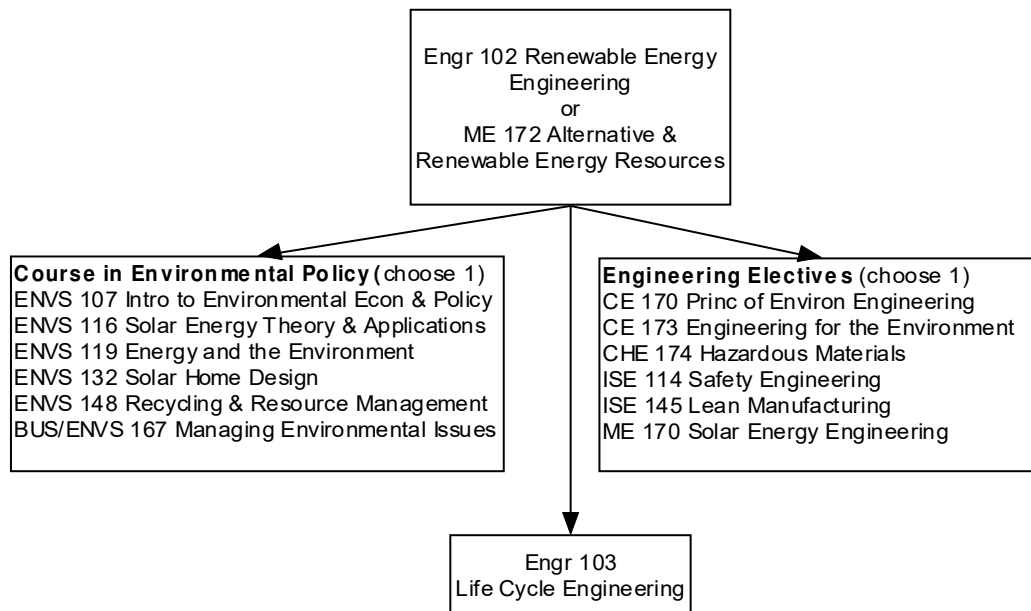 Engr 102 Renewable Energy
Engineering
or
ME 172 Alternative &
Renewable Energy Resources
Course in Environmental Policy (choose 1)
ENVS 107 Intro to Environmental Econ & Policy
ENVS 116 Solar Energy Theory & Applications
ENVS 119 Energy and the Environment
ENVS 132 Solar Home Design
ENVS 148 Recycling & Resource Management
BUS/ENVS 167 Managing Environmental Issues
Engineering Electives (choose 1)
CE 170 Princ of Environ Engineering
CE 173 Engineering for the Environment
CHE 174 Hazardous Materials
ISE 114 Safety Engineering
ISE 145 Lean Manufacturing
ME 170 Solar Energy Engineering
Engr 103
Life Cycle Engineering